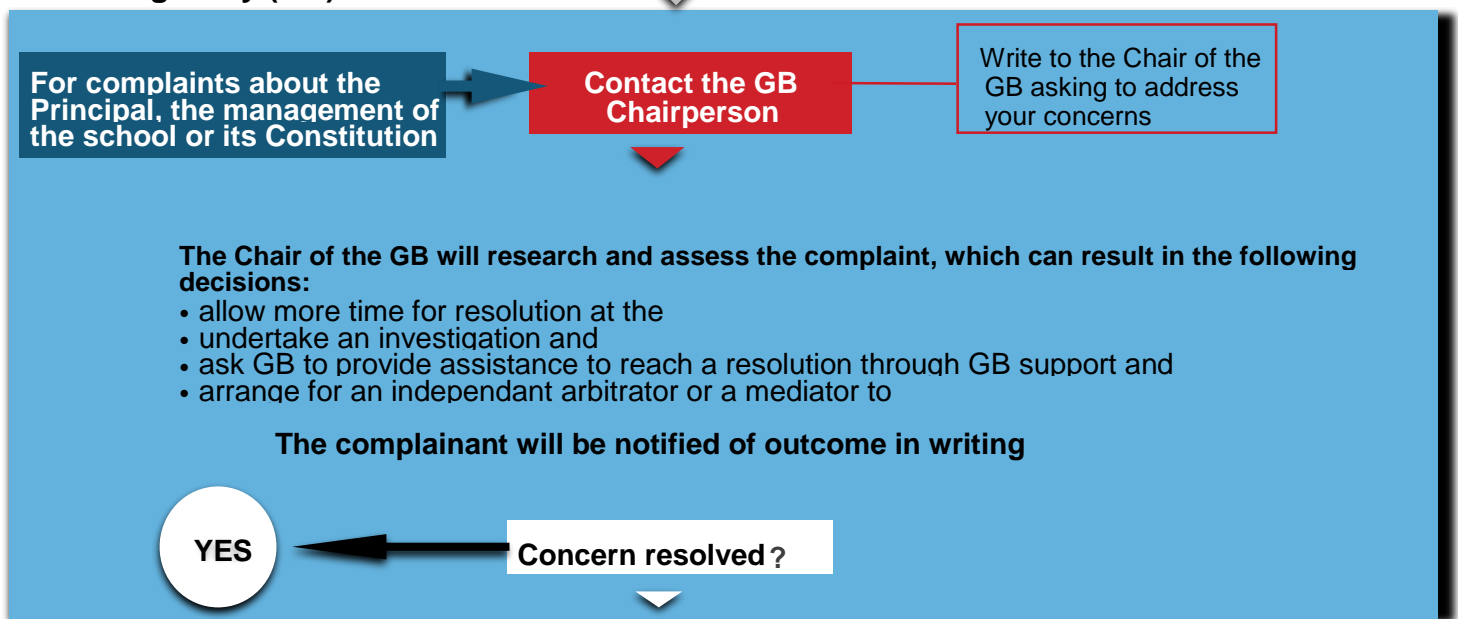 For complaints about the
Principal, the management of
the school or its Constitution
Contact the GB
Chairperson
Write to the Chair of the
GB asking to address
your concerns
The Chair of the GB will research and assess the complaint, which can result in the following
decisions:
• allow more time for resolution at the
• undertake an investigation and
• ask GB to provide assistance to reach a resolution through GB support and
• arrange for an independant arbitrator or a mediator to
The complainant will be notified of outcome in writing
YES
Concern resolved?